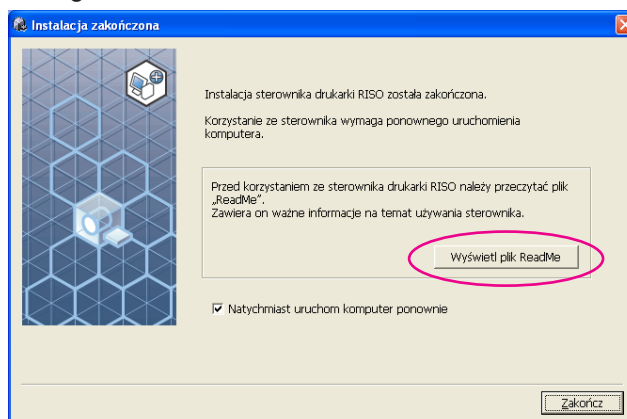 Instalacja zakończona
Instalacja sterownika drukarki RISO została zakończona.
Korzystanie ze sterownika wymaga ponownego uruchomienia
komputera.
Przed korzystaniem ze sterownika drukarki RISO należy przeczytać plik
„ReadMe”.
Zawiera on ważne informacje na temat używania sterownika.
Wyświetl plik ReadMe
Natychmiast uruchom komputer ponownie
Zakończ